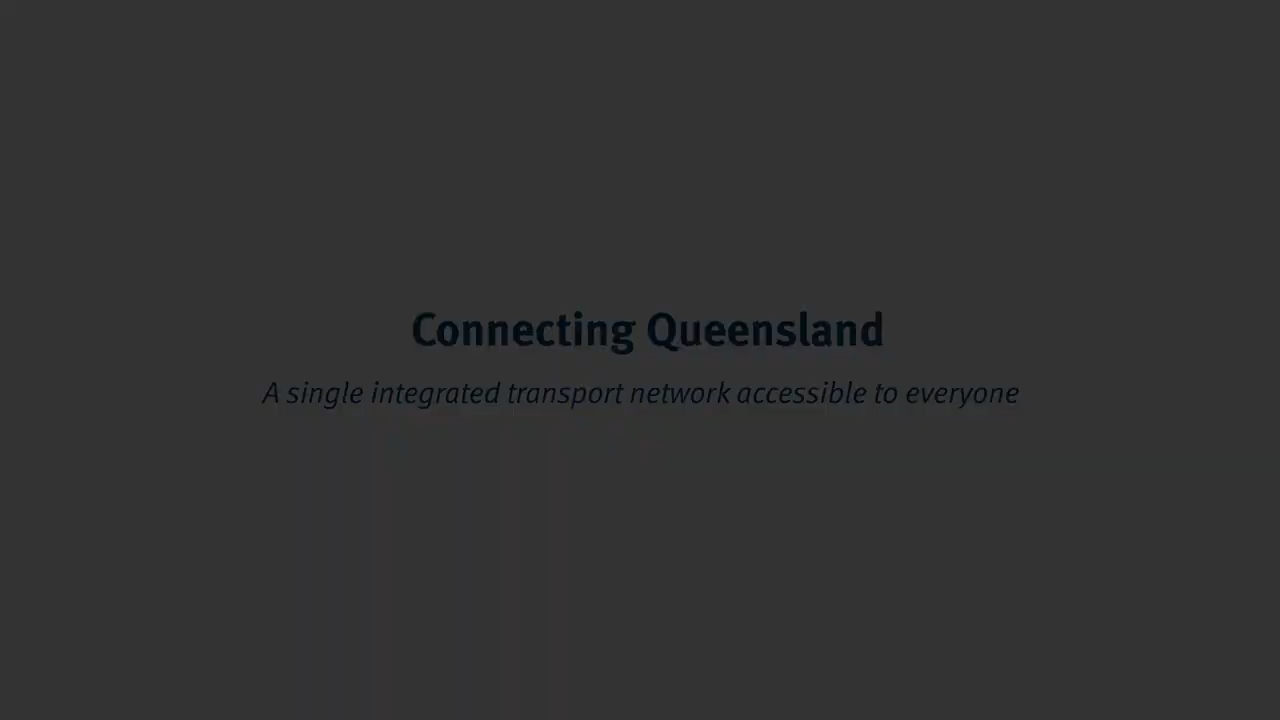 Connecting Queensland
A single integrated transport network accessible to everyone